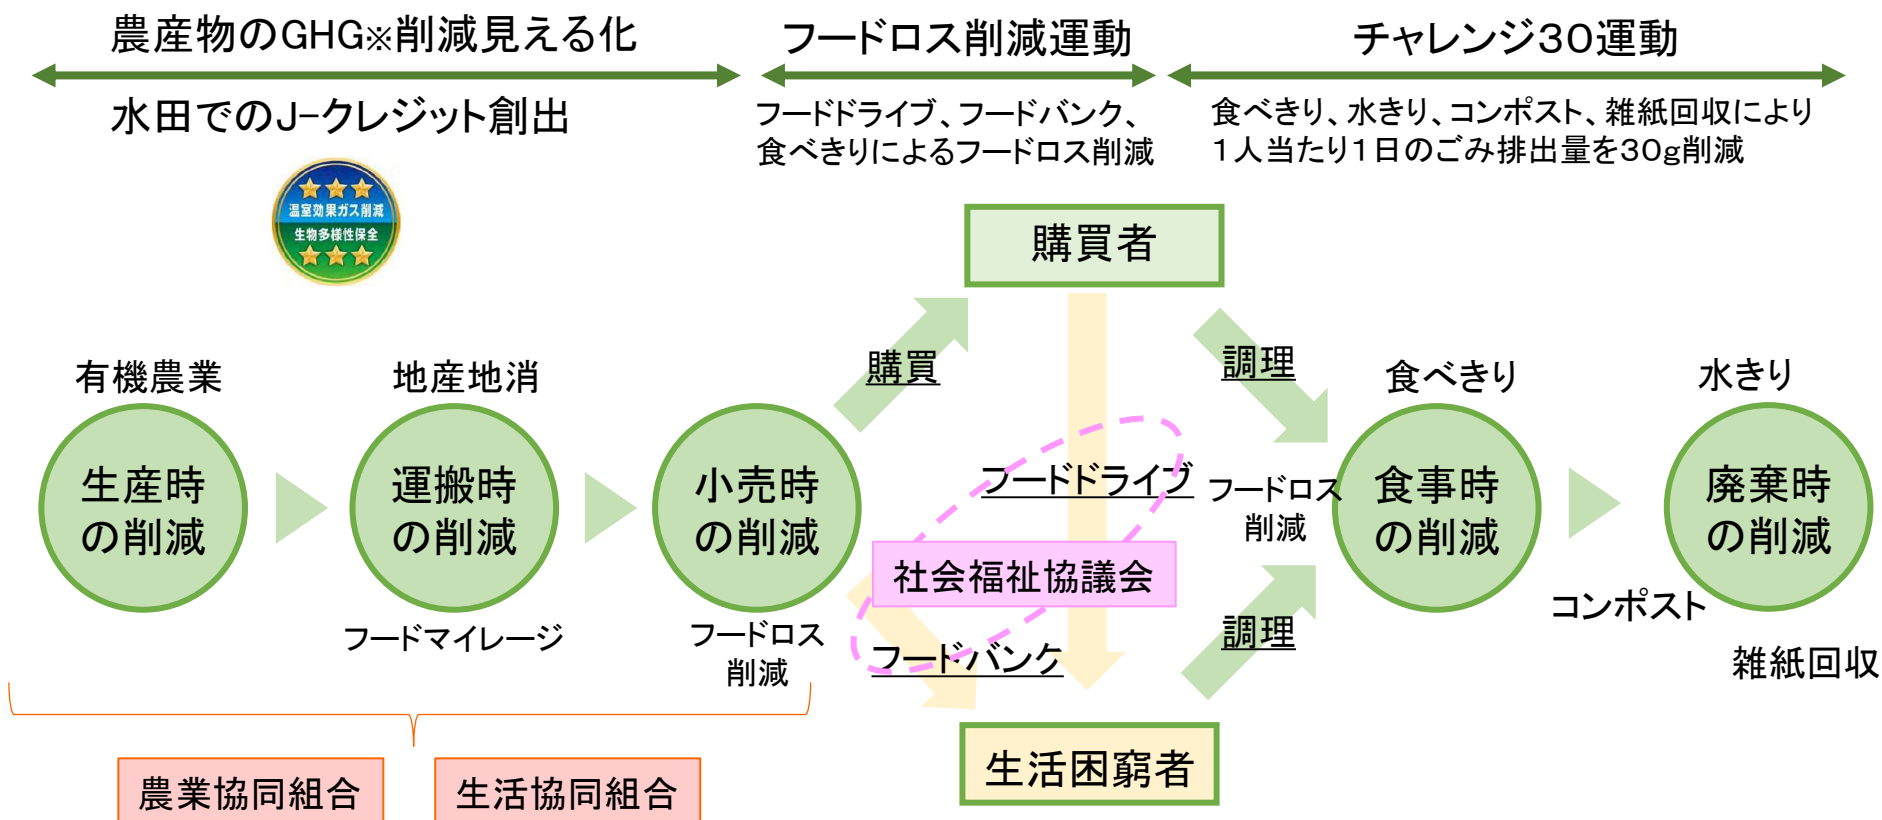 農産物のGHG※削減見える化
水田でのJ-クレジット創出
温室効果ガス削減
生物多様性保全
フードロス削減運動
フードドライブ、フードバンク、
食べきりによるフードロス削減
チャレンジ30運動
食べきり、水きり、コンポスト、雑紙回収により
1人当たり1日のごみ排出量を30g削減
購買者
有機農業
生産時
の削減
地産地消
運搬時
の削減
フードマイレージ
小売時
の削減
フードロス
削減
購買
調理
フードドライブ
社会福祉協議会
フードバンク
フードロス
削減
調理
生活困窮者
食べきり
食事時
の削減
水きり
廃棄時
の削減
コンポスト
雑紙回収
農業協同組合
生活協同組合